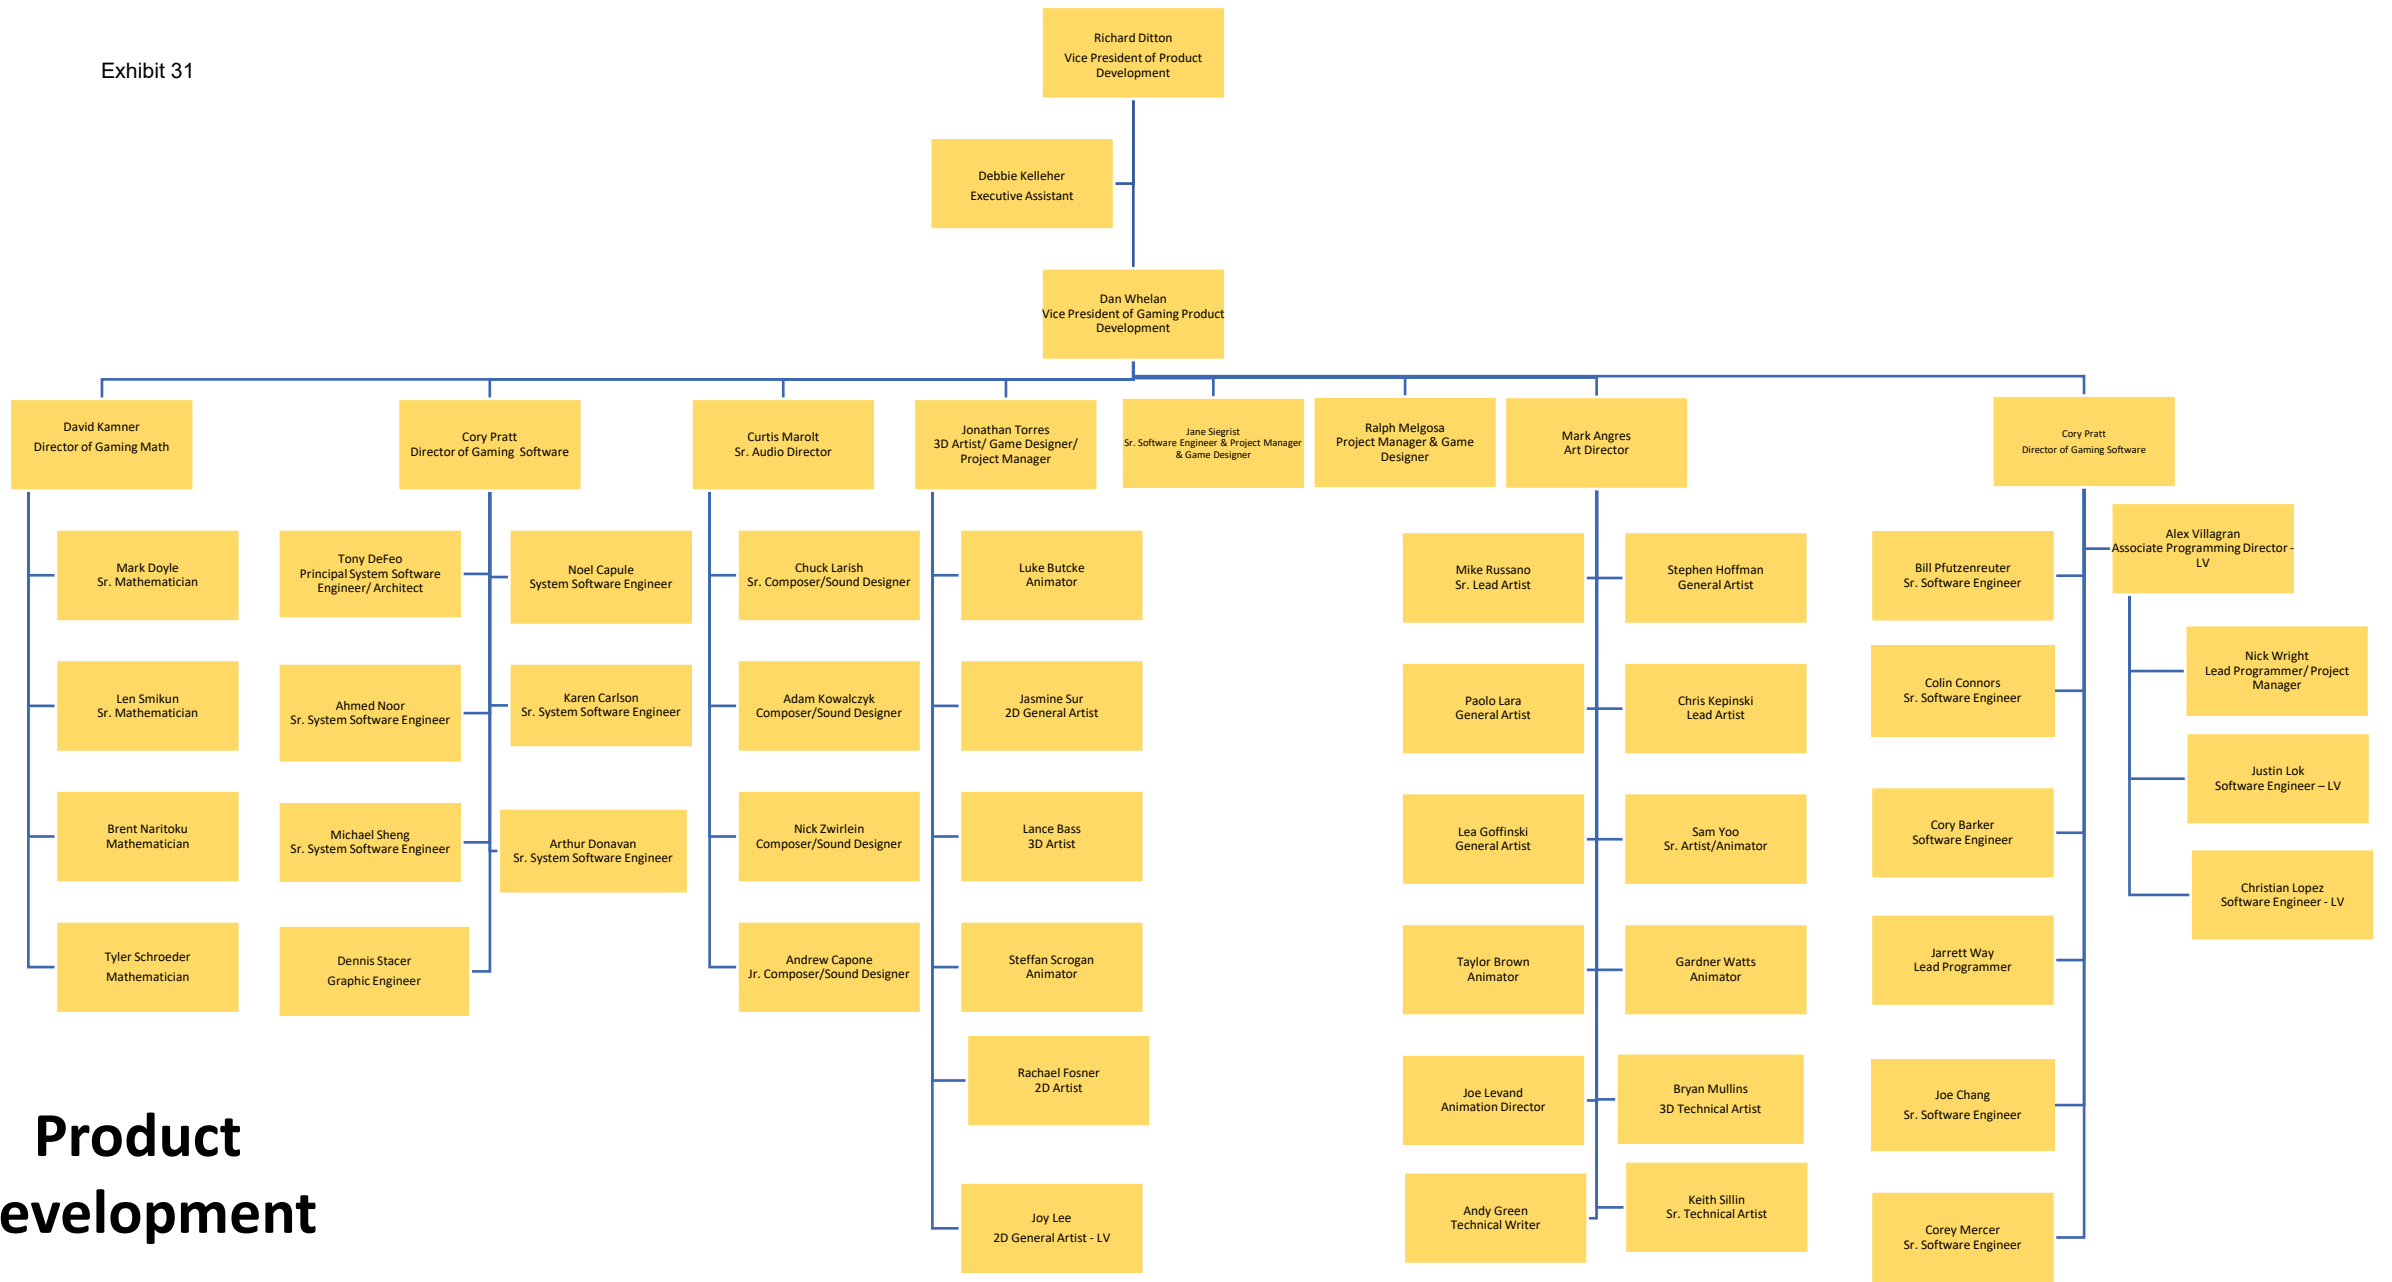 Exhibit 31
Richard Ditton
Vice President of Product
Development
Debbie Kelleher
Executive Assistant
Dan Whelan
Vice President of Gaming Product
Development
David Kamner
Director of Gaming Math
Cory Pratt
Director of Gaming Software
Curtis Marolt
Sr. Audio Director
Jonathan Torres
3D Artist/ Game Designer/
Project Manager
Jane Siegrist
Sr. Software Engineer & Project Manager
& Game Designer
Ralph Melgosa
Project Manager & Game
Designer
Mark Angres
Art Director
Cory Pratt
Director of Gaming Software
Mark Doyle
Sr. Mathematician
Len Smikun
Sr. Mathematician
Brent Naritoku
Mathematician
Tyler Schroeder
Mathematician
Tony DeFeo
Principal System Software
Engineer/ Architect
Noel Capule
System Software Engineer
Ahmed Noor
Sr. System Software Engineer
Karen Carlson
Sr. System Software Engineer
Michael Sheng
Sr. System Software Engineer
Arthur Donavan
Sr. System Software Engineer
Dennis Stacer
Graphic Engineer
Chuck Larish
Sr. Composer/Sound Designer
Adam Kowalczyk
Composer/Sound Designer
Nick Zwirlein
Composer/Sound Designer
Andrew Capone
Jr. Composer/Sound Designer
Luke Butcke
Animator
Jasmine Sur
2D General Artist
Lance Bass
3D Artist
Steffan Scrogan
Animator
Rachael Fosner
2D Artist
Joy Lee
2D General Artist - LV
Mike Russano
Sr. Lead Artist
Stephen Hoffman
General Artist
Paolo Lara
General Artist
Chris Kepinski
Lead Artist
Lea Goffinski
General Artist
Sam Yoo
Sr. Artist/Animator
Taylor Brown
Animator
Gardner Watts
Animator
Joe Levand
Animation Director
Bryan Mullins
3D Technical Artist
Andy Green
Technical Writer
Keith Sillin
Sr. Technical Artist
Bill Pfutzenreuter
Sr. Software Engineer
Colin Connors
Sr. Software Engineer
Cory Barker
Software Engineer
Jarrett Way
Lead Programmer
Joe Chang
Sr. Software Engineer
Corey Mercer
Sr. Software Engineer
Alex Villagran
Associate Programming Director -
LV
Nick Wright
Lead Programmer/ Project
Manager
Justin Lok
Software Engineer – LV
Christian Lopez
Software Engineer - LV
Product
evelopment